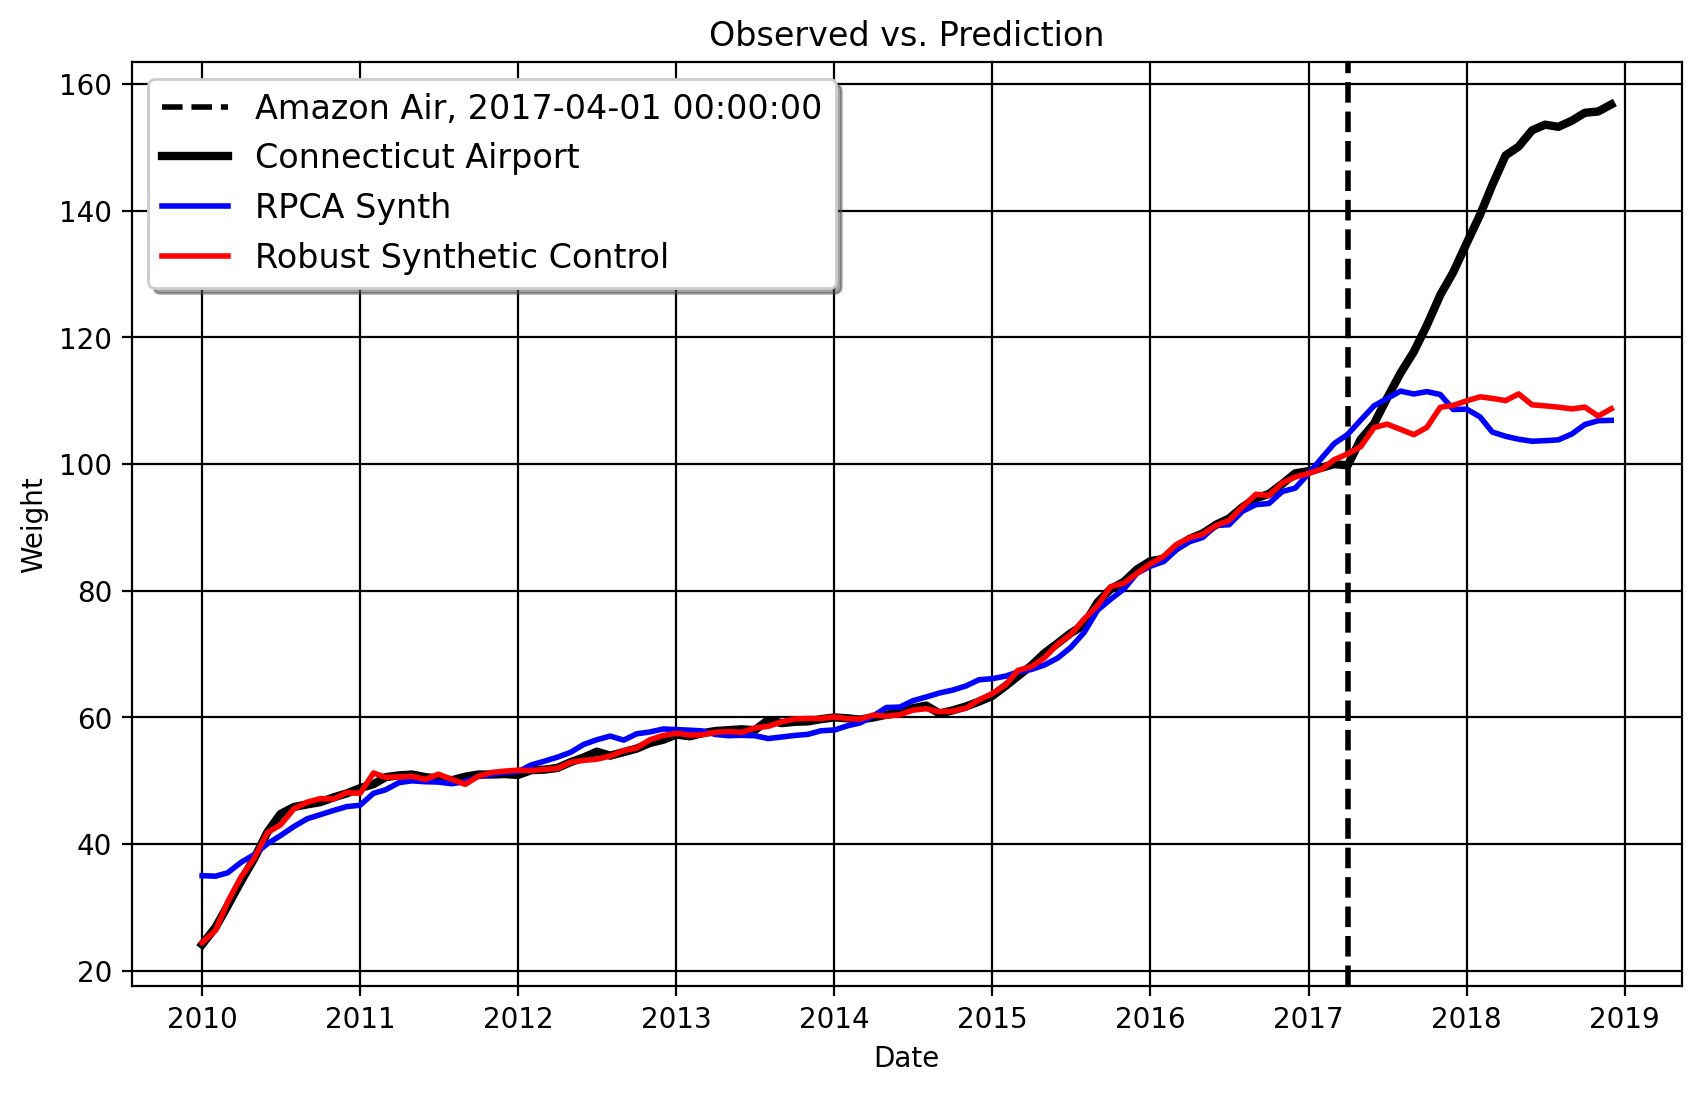 Observed vs. Prediction
Amazon Air, 2017-04-01 00:00:00
Connecticut Airport
RPCA Synth
Robust Synthetic Control
160
140
120
100
80
60
40
20
Weight
2010 2011 2012 2013 2014 2015 2016 2017 2018 2019
Date